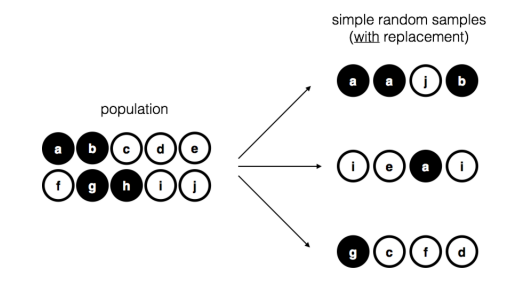 simple random samples
(with replacement)
a a j b
population
a b c d e
f g h i j
i e a i
g c f d